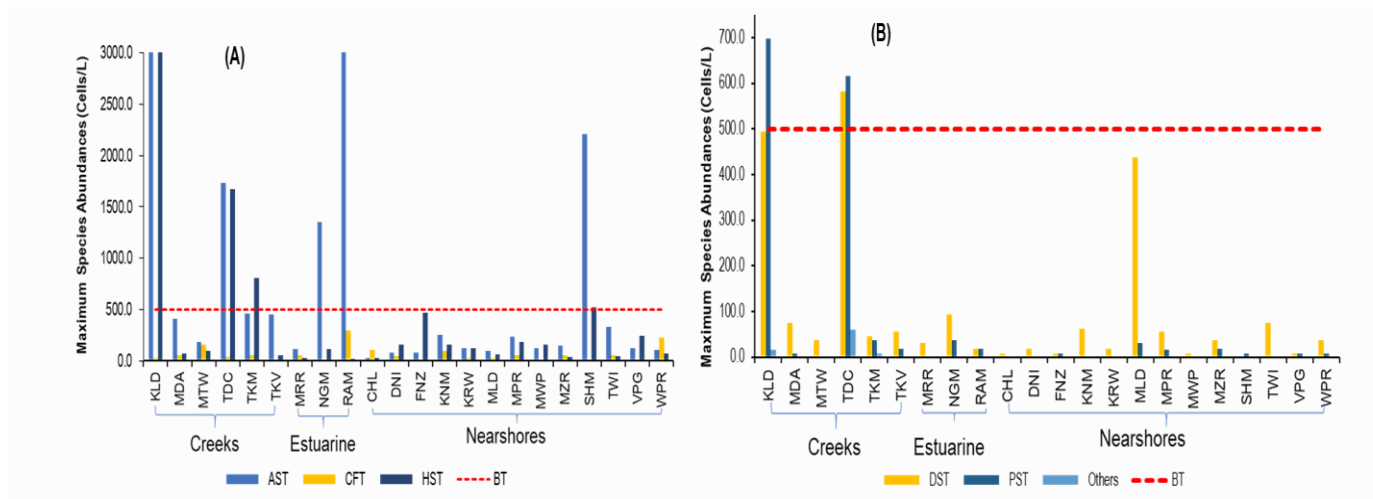 (A)
Maximum Species Abundances (Cells/L)
3000.0
2500.0
2000.0
1500.0
1000.0
500.0
0.0
KLD MDA MTW TDC TKM TKV MRR NGM RAM CHL DNI FNZ KNM KRW MLD MPR MWP MZR SHM TWI VPG WPR
Creeks Estuarine Nearshores
AST CFT HST BT
(B)
Maximum Species Abundances (Cells/L)
700.0
600.0
500.0
400.0
300.0
200.0
100.0
0.0
KLD MDA MTW TDC TKM TKV MRR NGM RAM CHL DNI FNZ KNM KRW MLD MPR MWP MZR SHM TWI VPG WPR
Creeks Estuarine Nearshores
DST PST Others BT